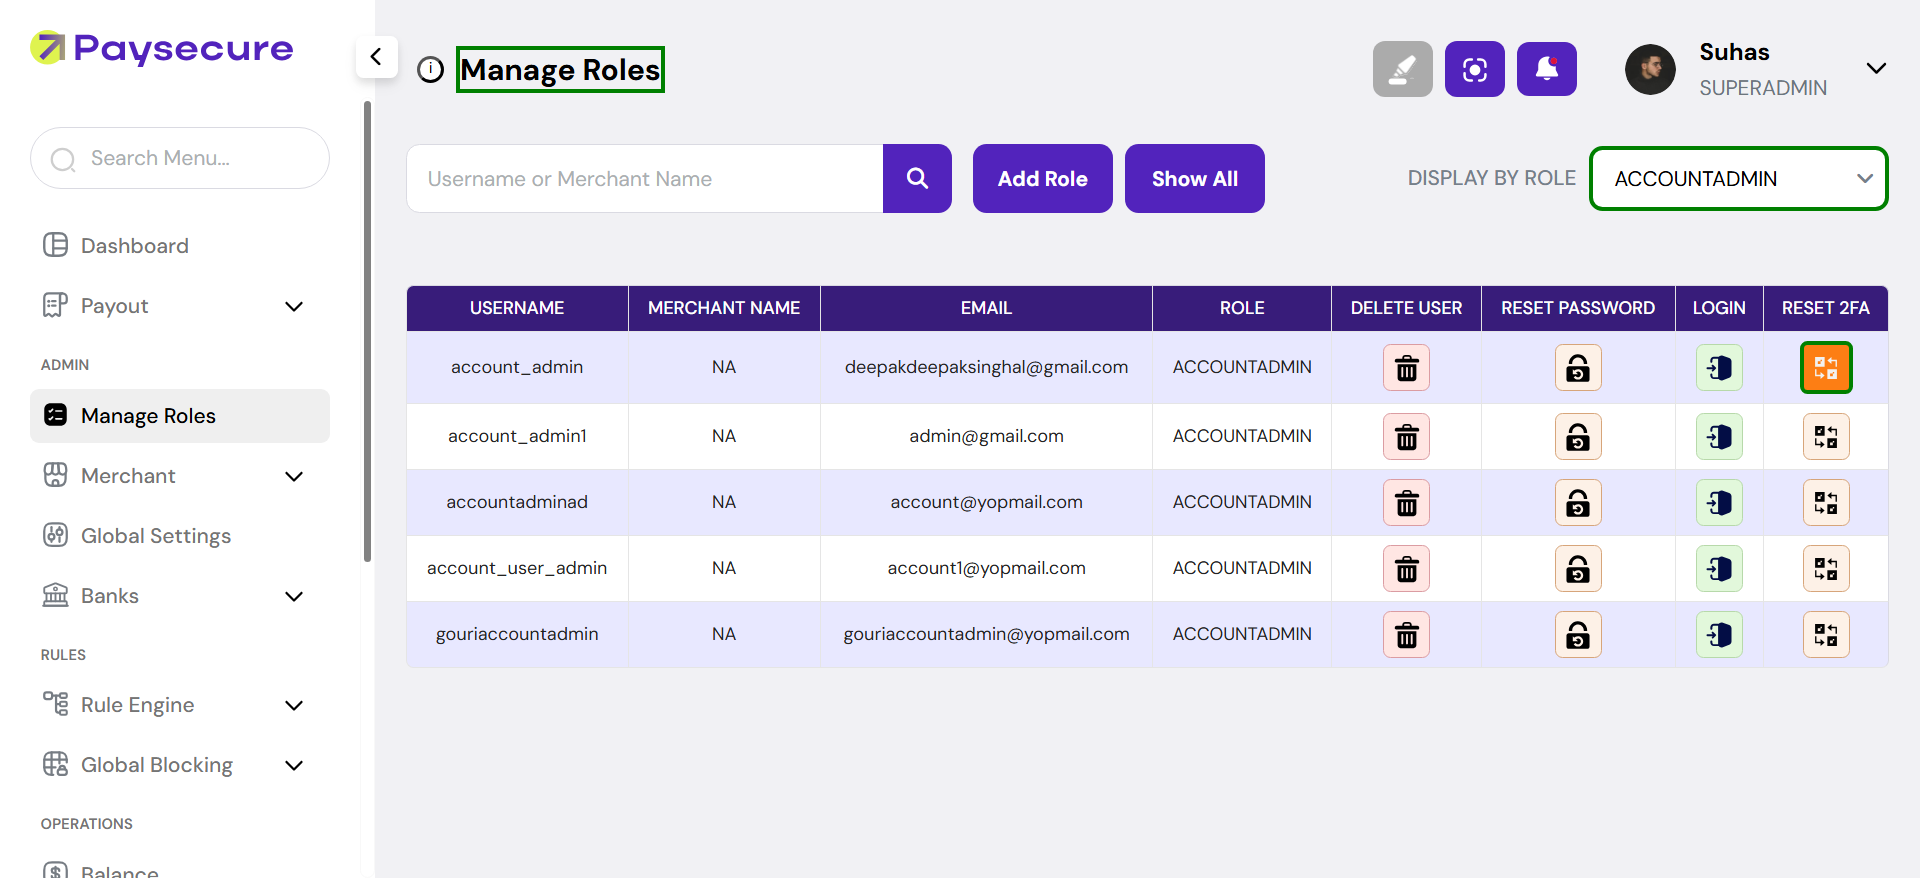 Paysecure
Search Menu...
Dashboard
Payout
ADMIN
Manage Roles
Merchant
Global Settings
Banks
RULES
Rule Engine
Global Blocking
OPERATIONS
Balance
Manage Roles
Suhas
SUPERADMIN
Username or Merchant Name
Add Role
Show All
DISPLAY BY ROLE
ACCOUNTADMIN
USERNAME MERCHANT NAME EMAIL ROLE DELETE USER RESET PASSWORD LOGIN RESET 2FA
account_admin NA deepakdeepaksinghal@gmail.com ACCOUNTADMIN
account_admin1 NA admin@gmail.com ACCOUNTADMIN
accountadminad NA account@yopmail.com ACCOUNTADMIN
account_user_admin NA account1@yopmail.com ACCOUNTADMIN
gouriaccountadmin NA gouriaccountadmin@yopmail.com ACCOUNTADMIN